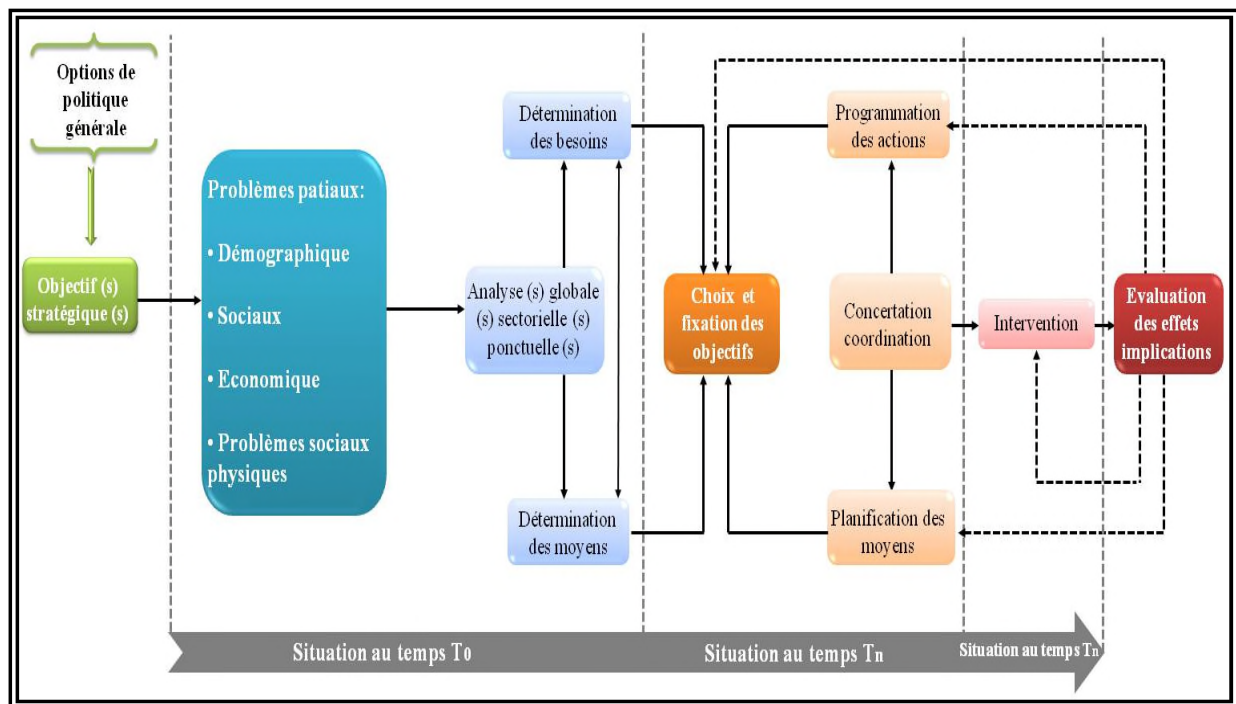 Options de
politique
générale
Objectif (s)
stratégique (s)
Problèmes patiaux:
• Démographique
• Sociaux
• Economique
• Problèmes sociaux
physiques
Détermination
des besoins
Analyse (s) globale
(s) sectorielle (s)
ponctuelle (s)
Détermination
des moyens
Choix et
fixation des
objectifs
Programmation
des actions
Concertation
coordination
Planification des
moyens
Intervention
Evaluation
des effets
implications
Situation au temps T0
Situation au temps Tn
Situation au temps Tn